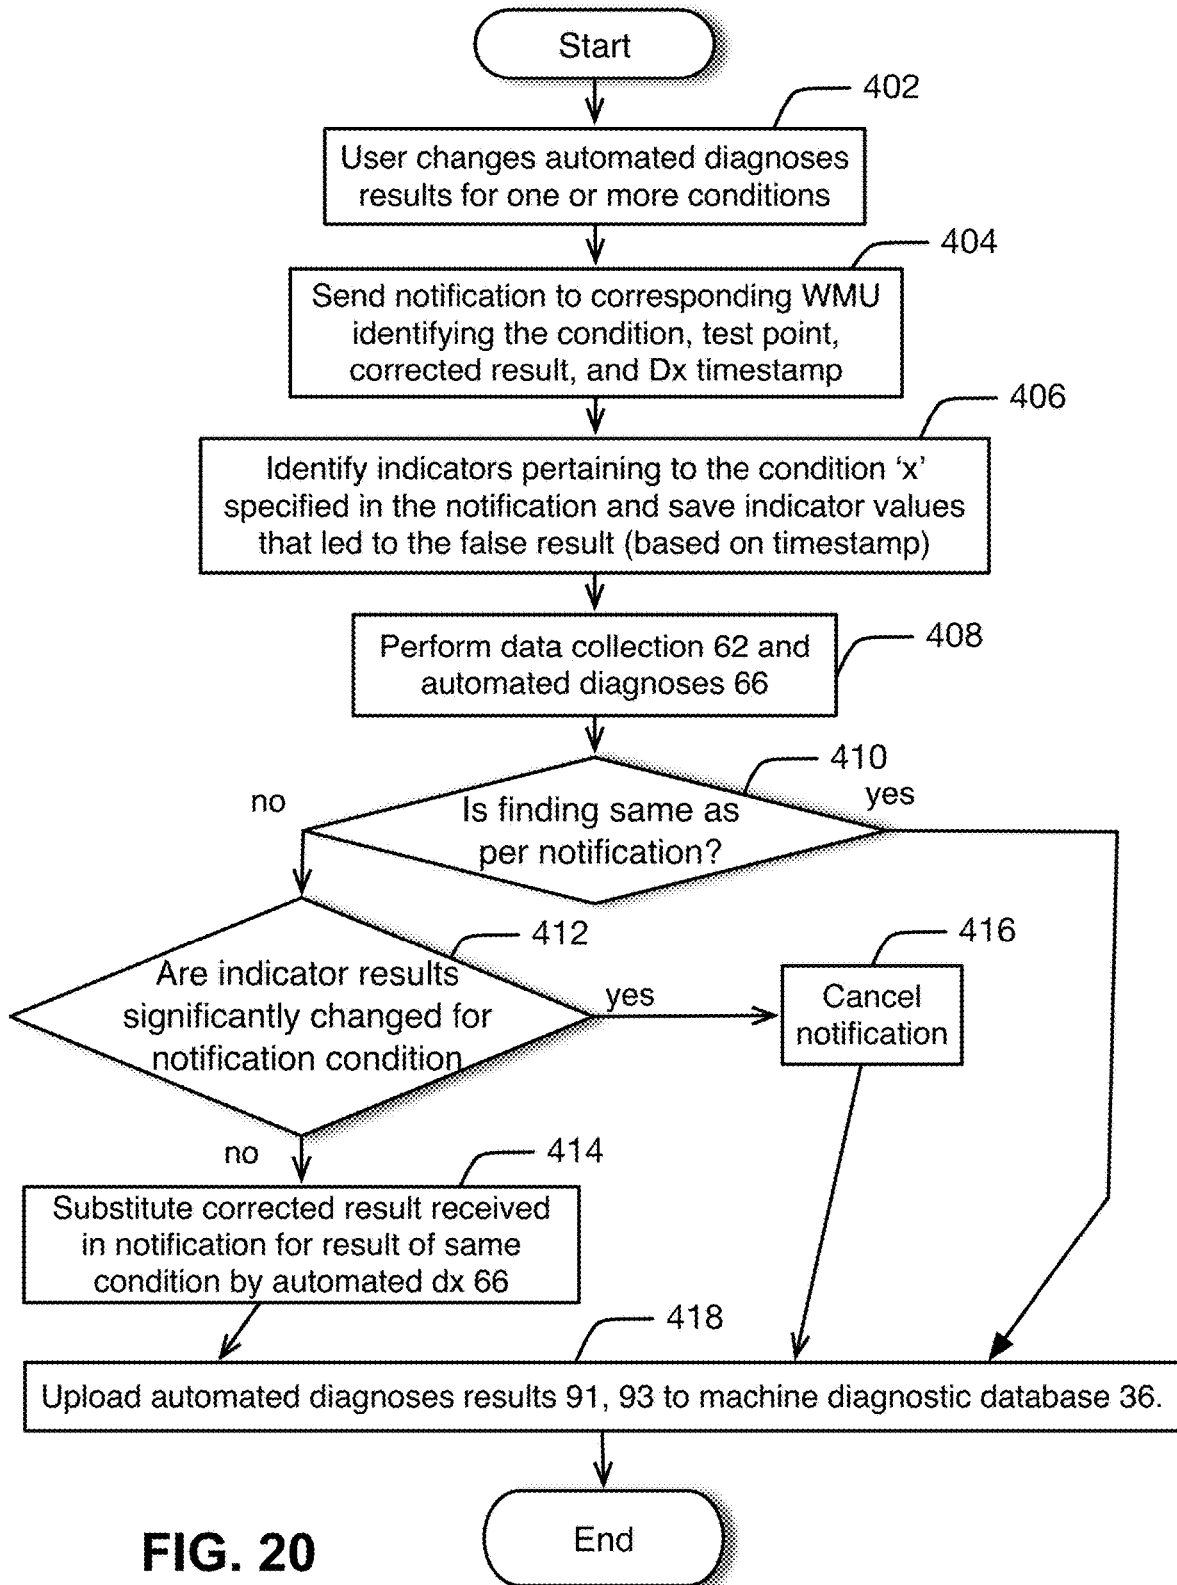 Start
402
User changes automated diagnoses
results for one or more conditions
404
Send notification to corresponding WMU
identifying the condition, test point,
corrected result, and Dx timestamp
406
Identify indicators pertaining to the condition ‘x’
specified in the notification and save indicator values
that led to the false result (based on timestamp)
408
Perform data collection 62 and
automated diagnoses 66
410
no
yes
Is finding same as
per notification?
412
Are indicator results
significantly changed for
notification condition
yes
416
Cancel
notification
no
414
Substitute corrected result received
in notification for result of same
condition by automated dx 66
418
Upload automated diagnoses results 91, 93 to machine diagnostic database 36.
End
FIG. 20